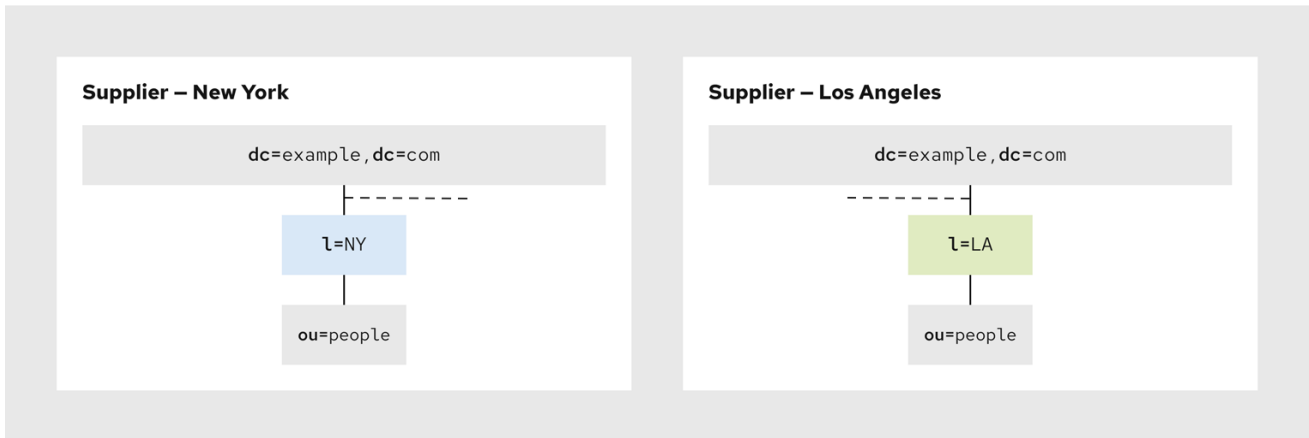 Supplier – New York
dc=example,dc=com
l=NY
ou=people
Supplier – Los Angeles
dc=example,dc=com
l=LA
ou=people